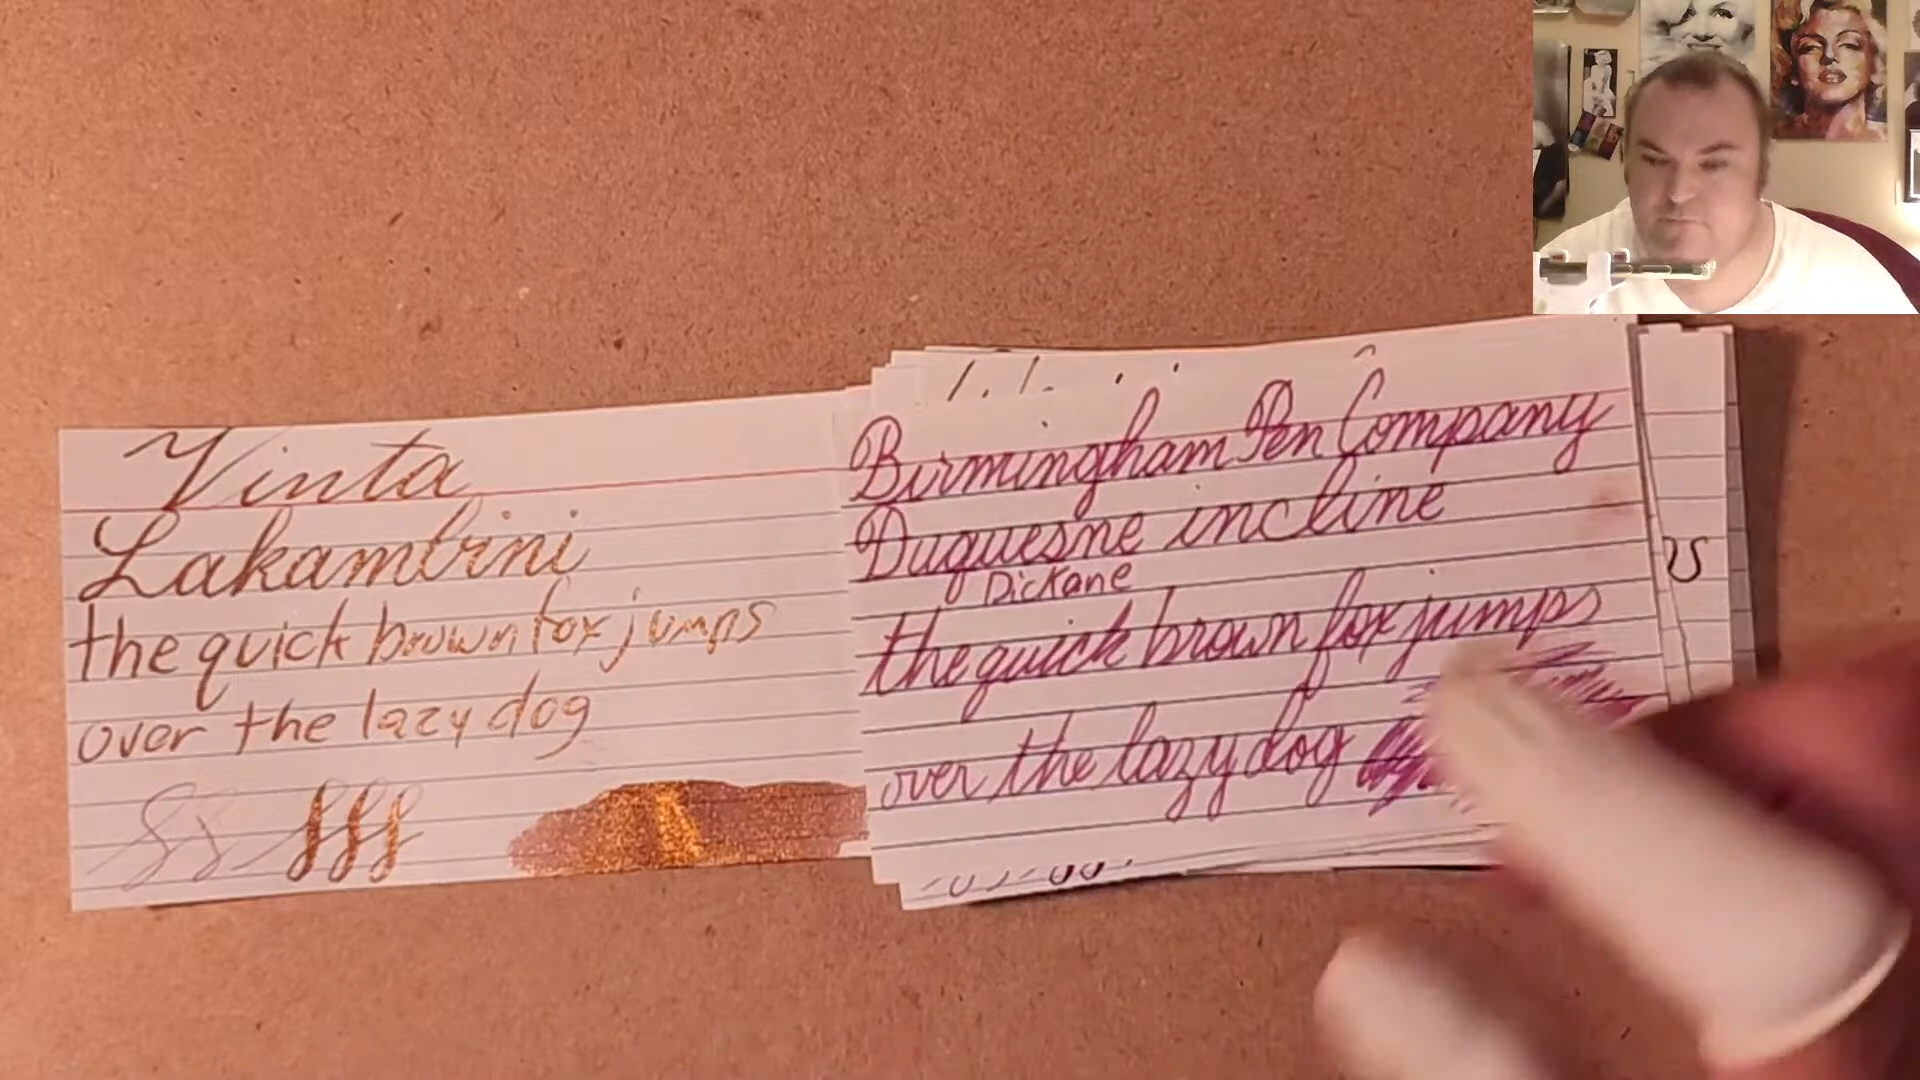 Vinta
Lakambini
the quick brown fox jumps
over the lazy dog
Birmingham Pen Company
Duquesne incline
Dickane
the quick brown fox jumps
over the lazy dog